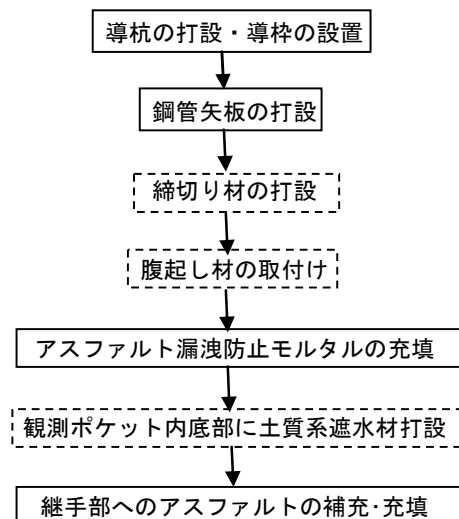 導杭の打設・導枠の設置
鋼管矢板の打設
締切り材の打設
腹起し材の取付け
アスファルト漏洩防止モルタルの充填
観測ポケット内底部に土質系遮水材打設
継手部へのアスファルトの補充･充填